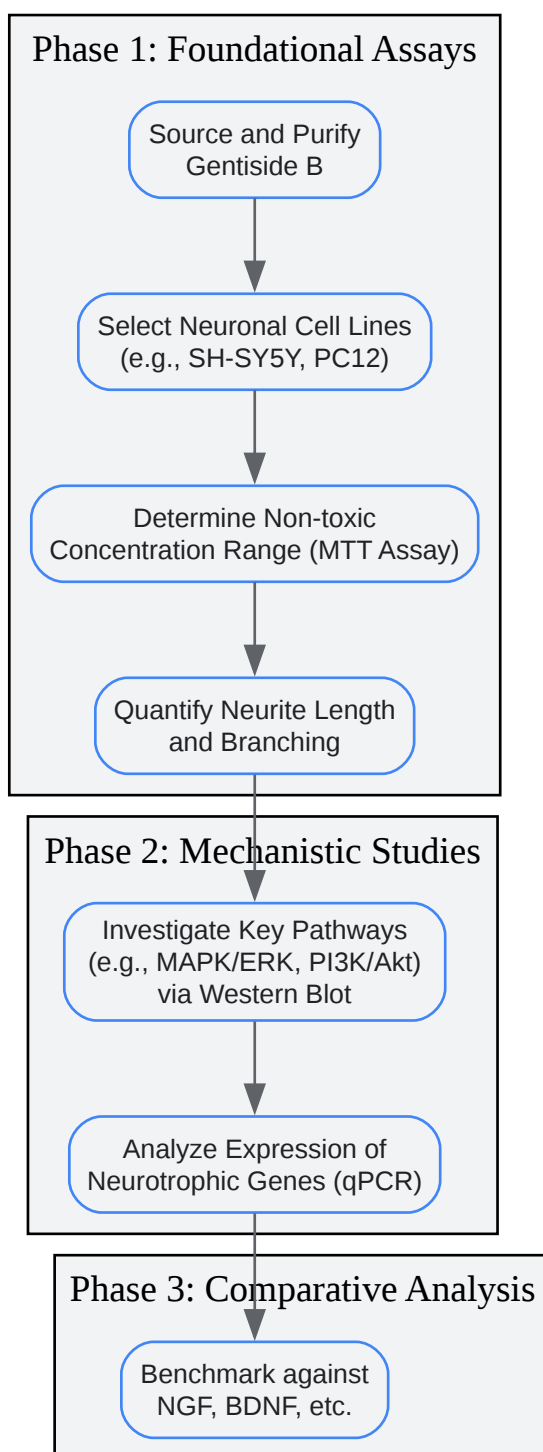 Phase 1: Foundational Assays
Source and Purify
Gentiside B
Select Neuronal Cell Lines
(e.g., SH-SY5Y, PC12)
Determine Non-toxic
Concentration Range (MTT Assay)
Quantify Neurite Length
and Branching
Phase 2: Mechanistic Studies
Investigate Key Pathways
(e.g., MAPK/ERK, PI3K/Akt)
via Western Blot
Analyze Expression of
Neurotrophic Genes (qPCR)
Phase 3: Comparative Analysis
Benchmark against
NGF, BDNF, etc.